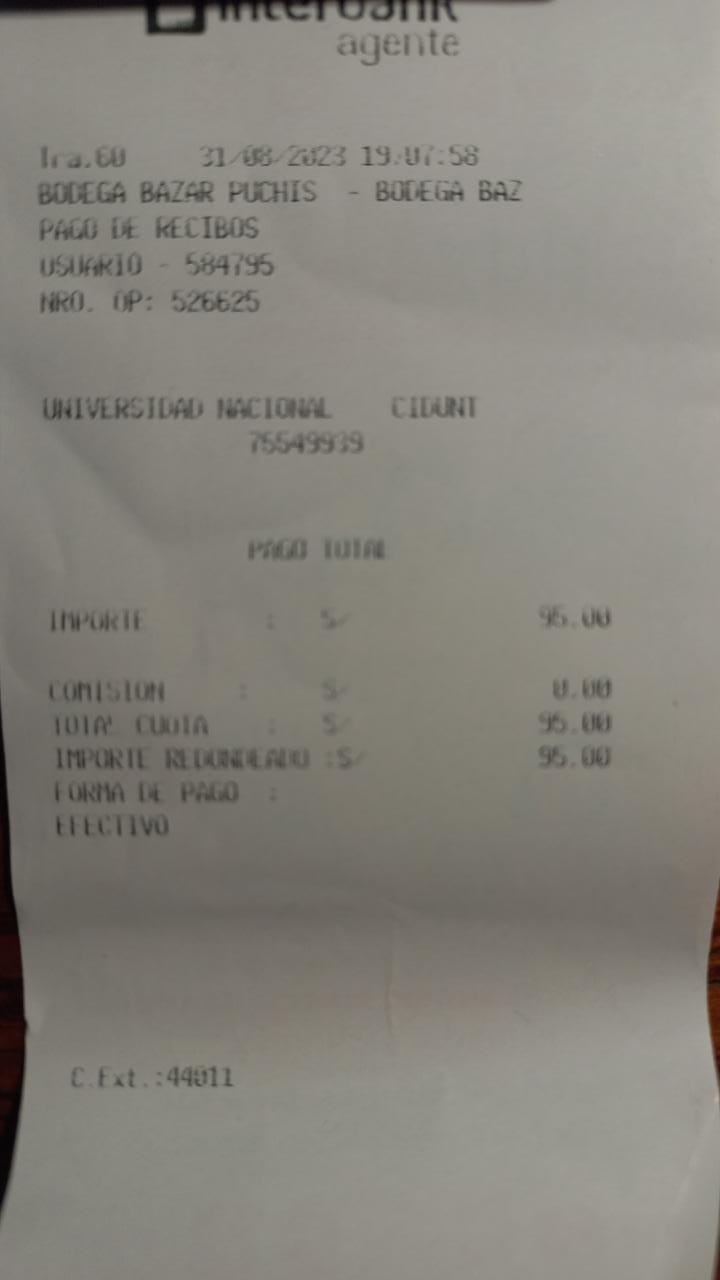 Interbank
agente
Tra.60 31/08/2023 19:07:58
BODEGA BAZAR PUCHIS - BODEGA BAZ
PAGO DE RECIBOS
USUARIO - 584795
NRO. OP: 526625
UNIVERSIDAD NACIONAL CIDUNT
75549939
PAGO TOTAL
IMPORTE : S/ 95.00
COMISION : S/ 0.00
TOTAL CUOTA : S/ 95.00
IMPORTE REDONDEADO :S/ 95.00
FORMA DE PAGO :
EFECTIVO
C.Ext.:44011